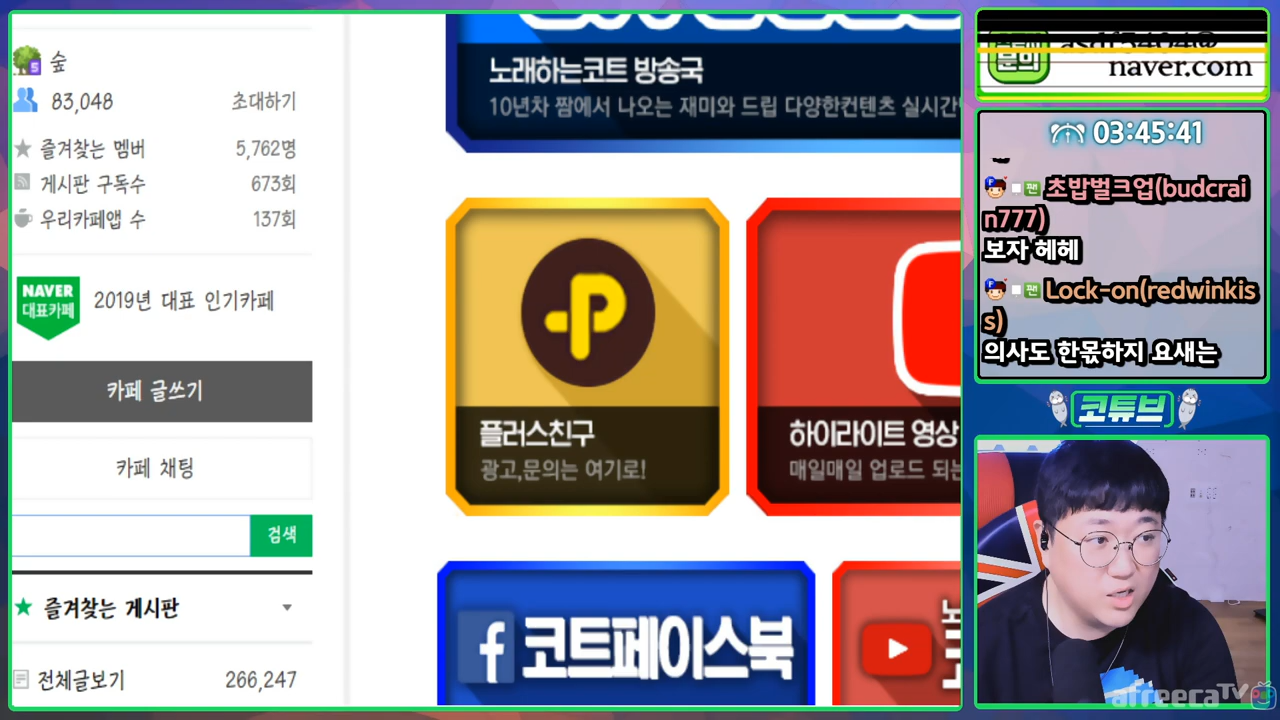 숲
83,048
초대하기
즐겨찾는 멤버
5,762명
게시판 구독수
673회
우리카페앱 수
137회
NAVER
대표카페
2019년 대표 인기카페
카페 글쓰기
카페 채팅
검색
즐겨찾는 게시판
전체글보기
266,247
노래하는코트 방송국
10년차 짬에서 나오는 재미와 드립 다양한컨텐츠 실시간
플러스친구
광고,문의는 여기로!
하이라이트 영상
매일매일 업로드 되는
코트페이스북
문의
naver.com
03:45:41
팬 초밥벌크업(budcrai
n777)
보자 헤헤
팬 Lock-on(redwinkis
s)
의사도 한몫하지 요새는
코튜브
afreecaTV